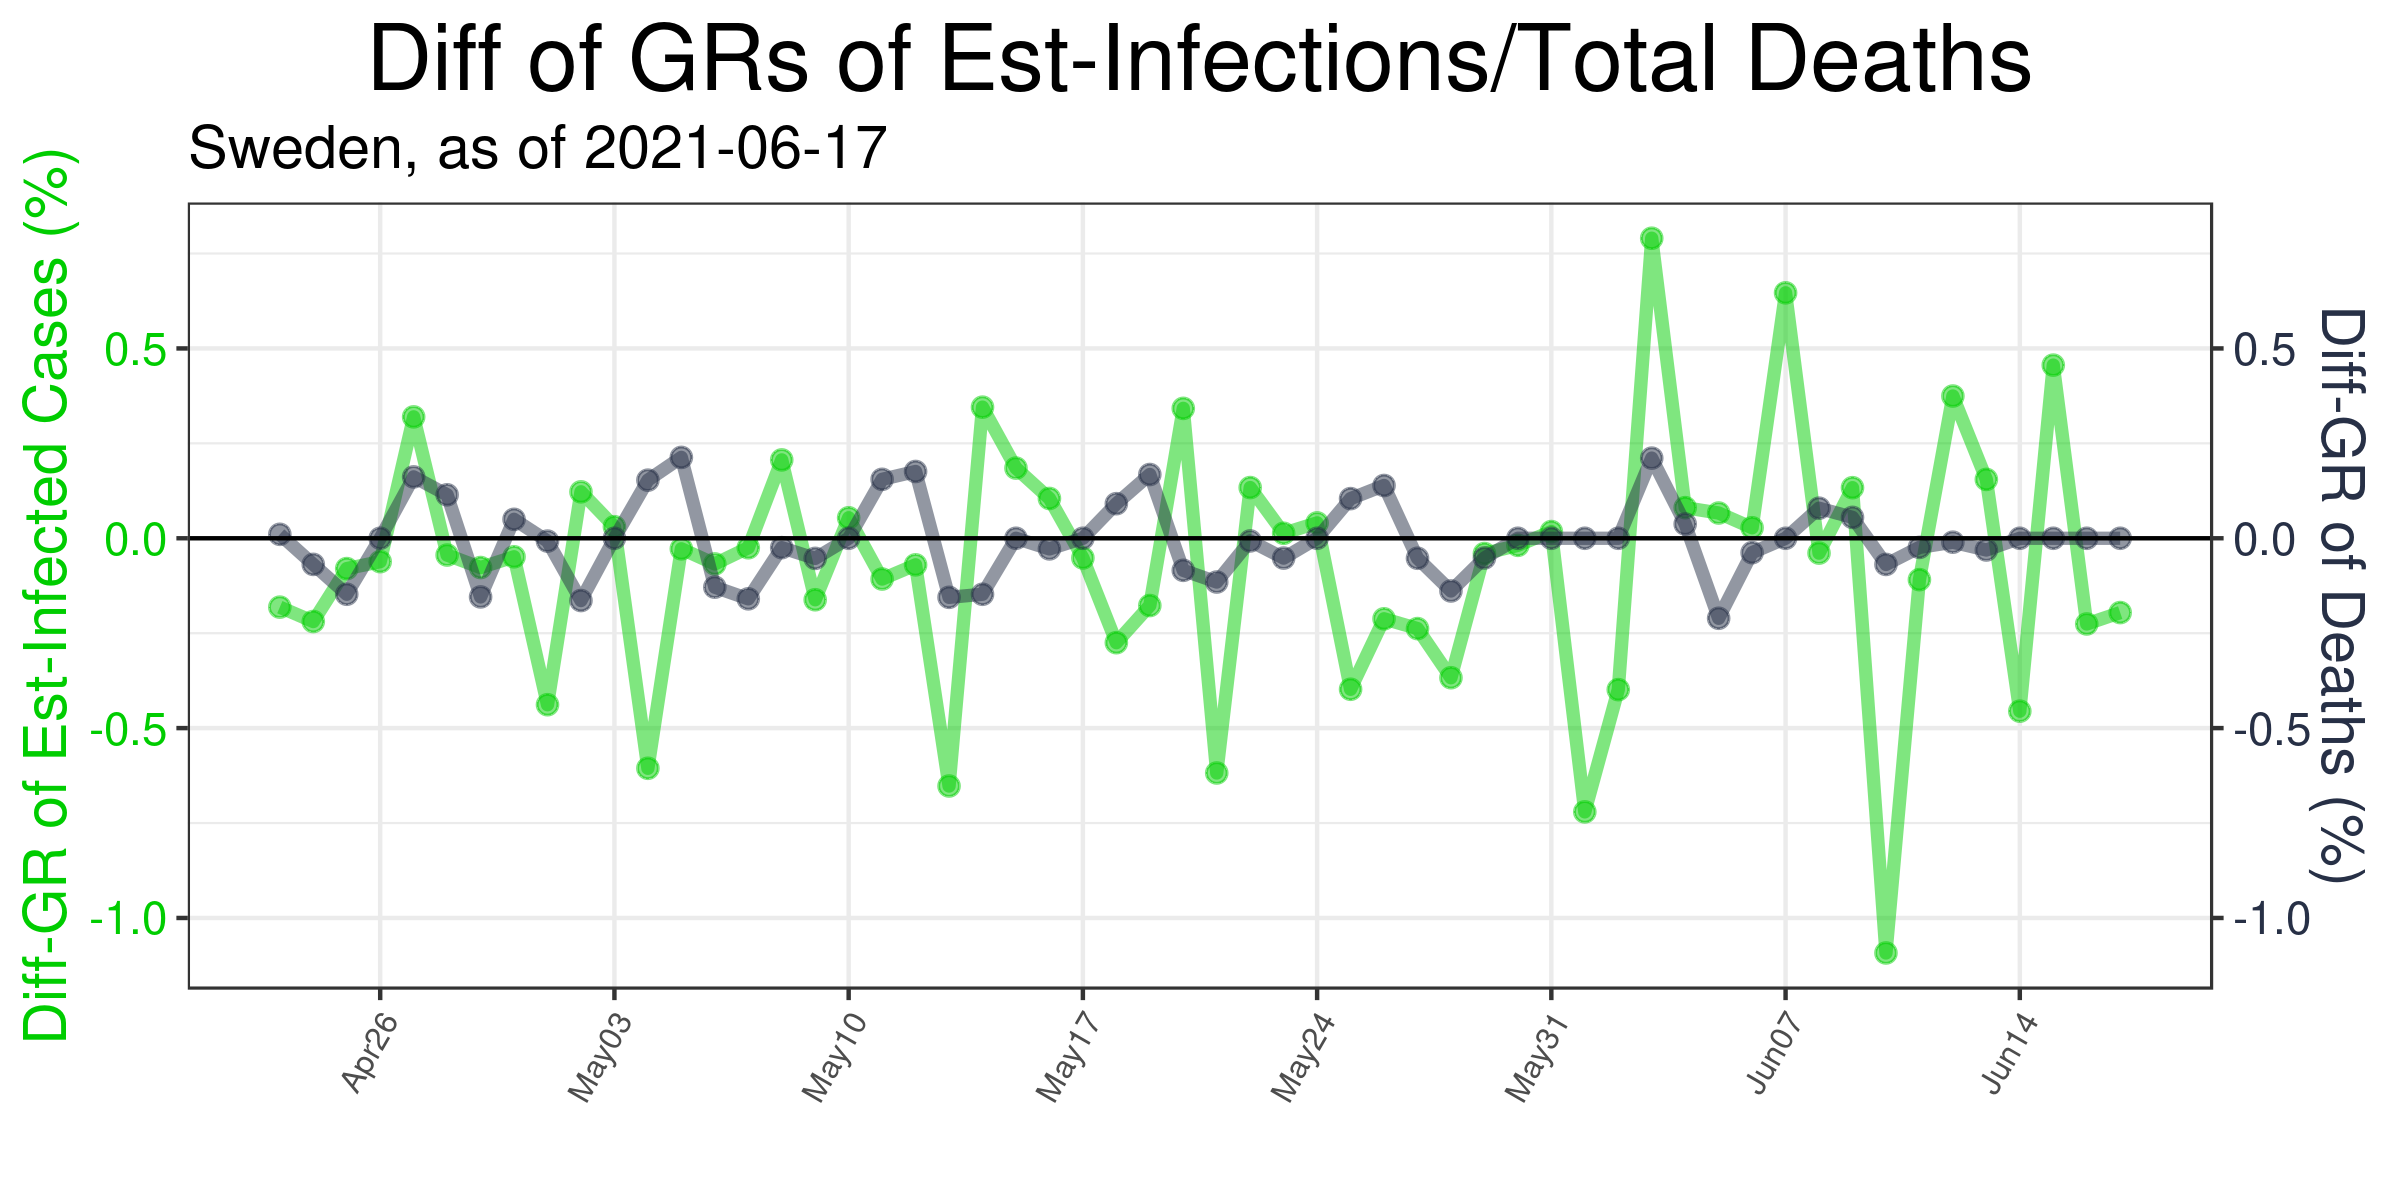 Diff of GRs of Est-Infections/Total Deaths
Sweden, as of 2021-06-17
Diff-GR of Est-Infected Cases (%)
0.5
0.0
-0.5
-1.0
0.5
0.0
-0.5
-1.0
Diff-GR of Deaths (%)
Apr26
May03
May10
May17
May24
May31
Jun07
Jun14